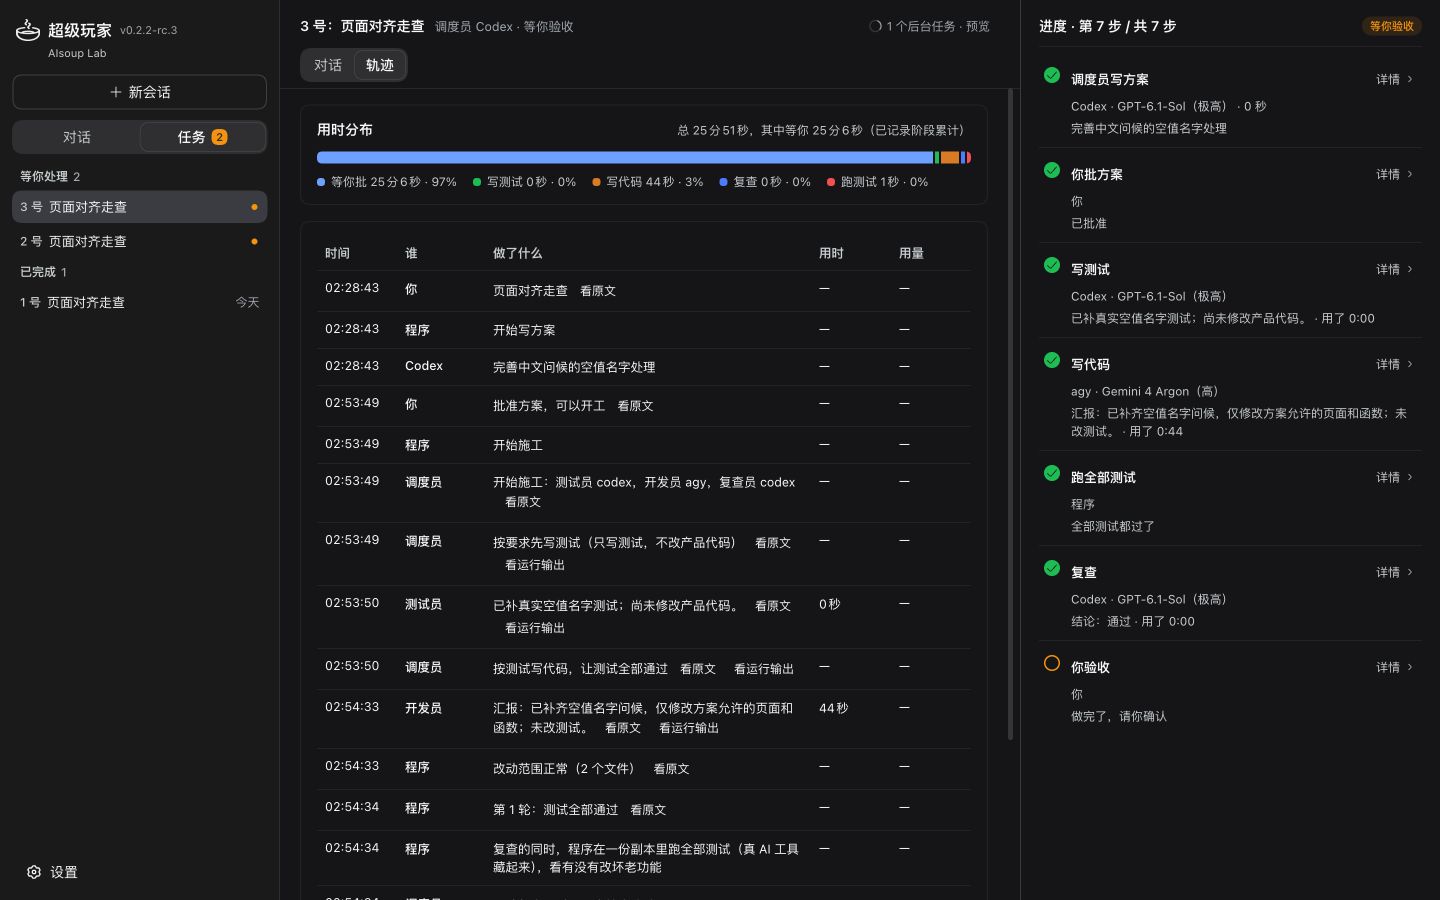 超级玩家 v0.2.2-rc.3
AIsoup Lab
新会话
对话 任务 2
等你处理 2
3 号 页面对齐走查
2 号 页面对齐走查
已完成 1
1 号 页面对齐走查 今天
设置
3 号：页面对齐走查 调度员 Codex · 等你验收
1 个后台任务 · 预览
对话 轨迹
用时分布
总 25 分 51 秒，其中等你 25 分 6 秒（已记录阶段累计）
等你批 25 分 6 秒 · 97% 写测试 0 秒 · 0% 写代码 44 秒 · 3% 复查 0 秒 · 0% 跑测试 1 秒 · 0%
时间 谁 做了什么 用时 用量
02:28:43 你 页面对齐走查 看原文 — —
02:28:43 程序 开始写方案 — —
02:28:43 Codex 完善中文问候的空值名字处理 — —
02:53:49 你 批准方案，可以开工 看原文 — —
02:53:49 程序 开始施工 — —
02:53:49 调度员 开始施工：测试员 codex，开发员 agy，复查员 codex — —
看原文
02:53:49 调度员 按要求先写测试（只写测试，不改产品代码） 看原文 — —
看运行输出
02:53:50 测试员 已补真实空值名字测试；尚未修改产品代码。 看原文 0 秒 —
看运行输出
02:53:50 调度员 按测试写代码，让测试全部通过 看原文 看运行输出 — —
02:54:33 开发员 汇报：已补齐空值名字问候，仅修改方案允许的页面和 44 秒 —
函数；未改测试。 看原文 看运行输出
02:54:33 程序 改动范围正常（2 个文件） 看原文 — —
02:54:34 程序 第 1 轮：测试全部通过 看原文 — —
02:54:34 程序 复查的同时，程序在一份副本里跑全部测试（真 AI 工具 — —
藏起来），看有没有改坏老功能
进度 · 第 7 步 / 共 7 步 等你验收
调度员写方案 详情
Codex · GPT-6.1-Sol（极高） · 0 秒
完善中文问候的空值名字处理
你批方案 详情
你
已批准
写测试 详情
Codex · GPT-6.1-Sol（极高）
已补真实空值名字测试；尚未修改产品代码。 · 用了 0:00
写代码 详情
agy · Gemini 4 Argon（高）
汇报：已补齐空值名字问候，仅修改方案允许的页面和函数；未
改测试。 · 用了 0:44
跑全部测试 详情
程序
全部测试都过了
复查 详情
Codex · GPT-6.1-Sol（极高）
结论：通过 · 用了 0:00
你验收 详情
你
做完了，请你确认